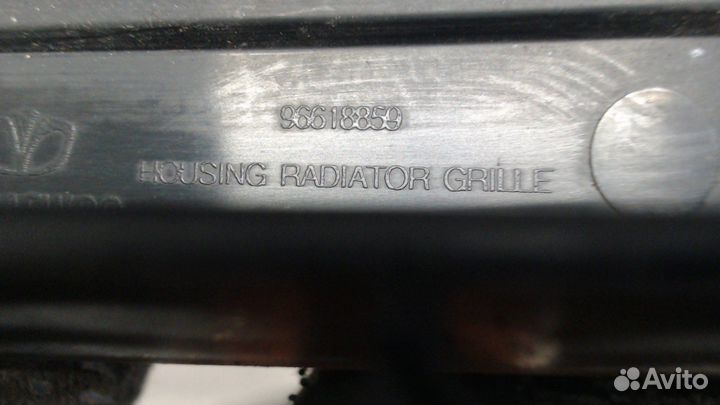 96618859
HOUSING RADIATOR GRILLE
Avito